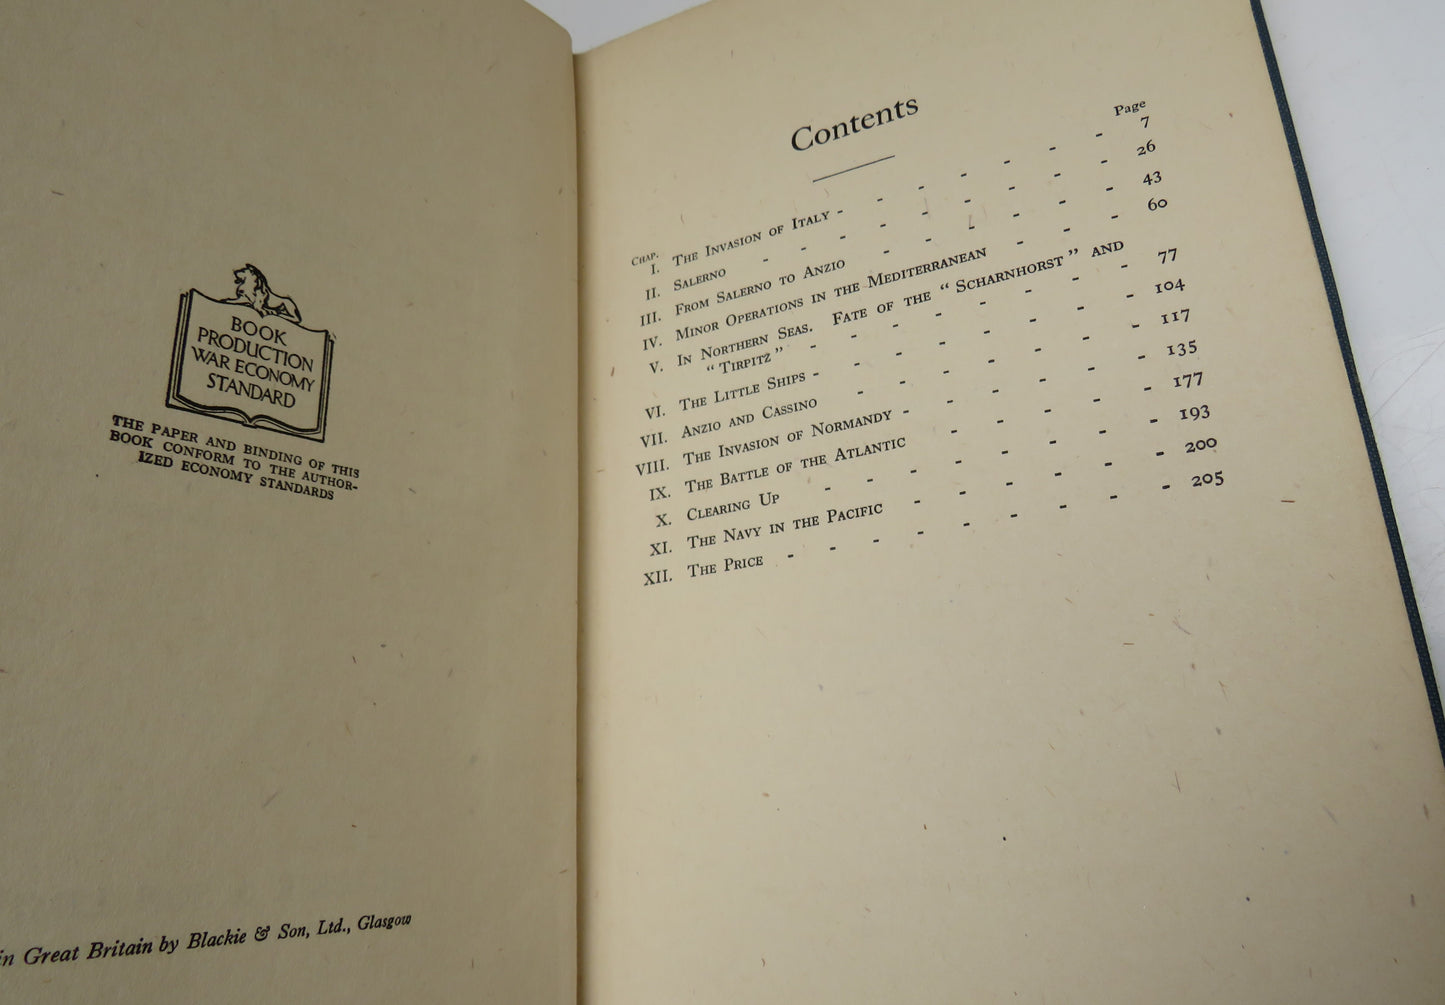 BOOK
PRODUCTION
WAR ECONOMY
STANDARD
THE PAPER AND BINDING OF THIS
BOOK CONFORM TO THE AUTHOR-
IZED ECONOMY STANDARDS
in Great Britain by Blackie & Son, Ltd., Glasgow
Contents
Chap. Page
I. The Invasion of Italy - - - - - - - 7
II. Salerno - - - - - - - - - 26
III. From Salerno to Anzio - - - - - - 43
IV. Minor Operations in the Mediterranean - - - 60
V. In Northern Seas. Fate of the “ Scharnhorst ” and
“ Tirpitz ” - - - - - - - - 77
VI. The Little Ships - - - - - - - - 104
VII. Anzio and Cassino - - - - - - - 117
VIII. The Invasion of Normandy - - - - - - 135
IX. The Battle of the Atlantic - - - - - 177
X. Clearing Up - - - - - - - - 193
XI. The Navy in the Pacific - - - - - - 200
XII. The Price - - - - - - - - - 205